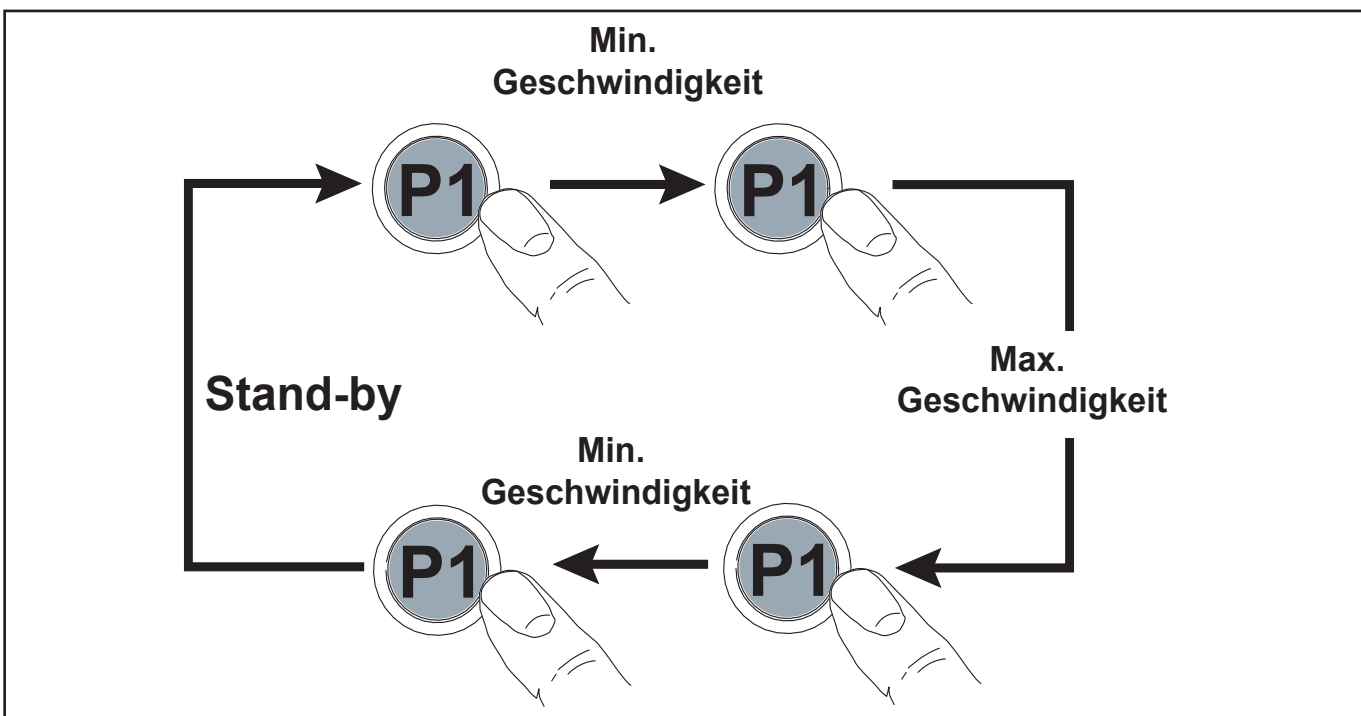 Min.
Geschwindigkeit
P1
P1
Max.
Geschwindigkeit
Stand-by
Min.
Geschwindigkeit
P1
P1